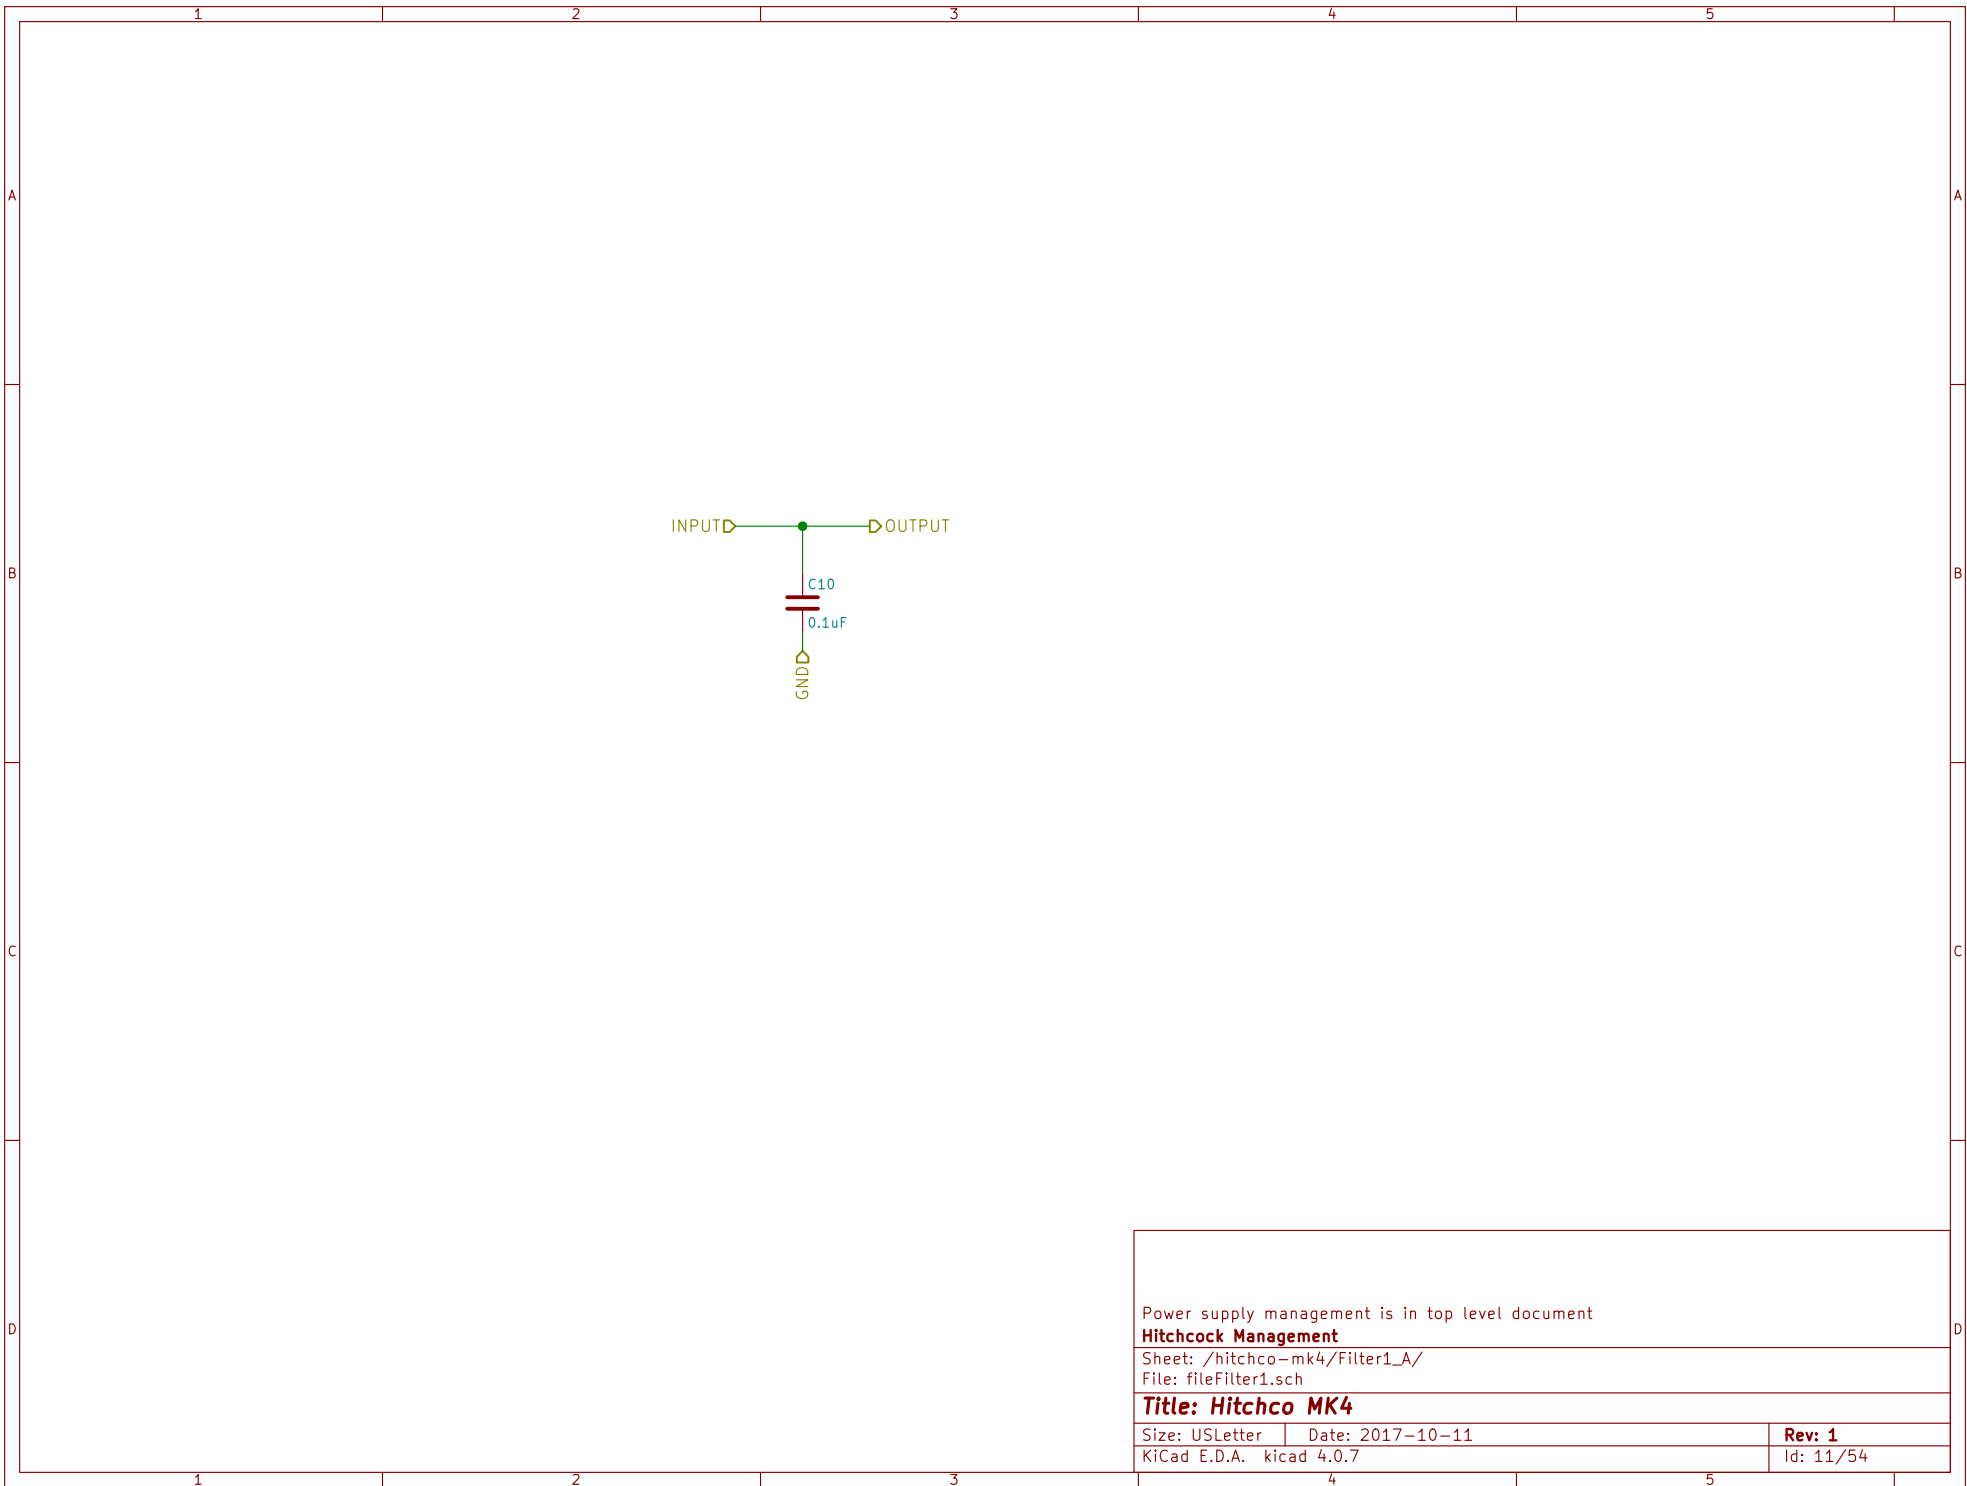 1 2 3 4 5
A A
INPUT OUTPUT
B B
C10
0.1uF
GND
C C
Power supply management is in top level document
D D
Hitchcock Management
Sheet: /hitchco-mk4/Filter1_A/
File: fileFilter1.sch
Title: Hitchco MK4
Size: USLetter Date: 2017-10-11 Rev: 1
KiCad E.D.A. kicad 4.0.7 Id: 11/54
1 2 3 4 5